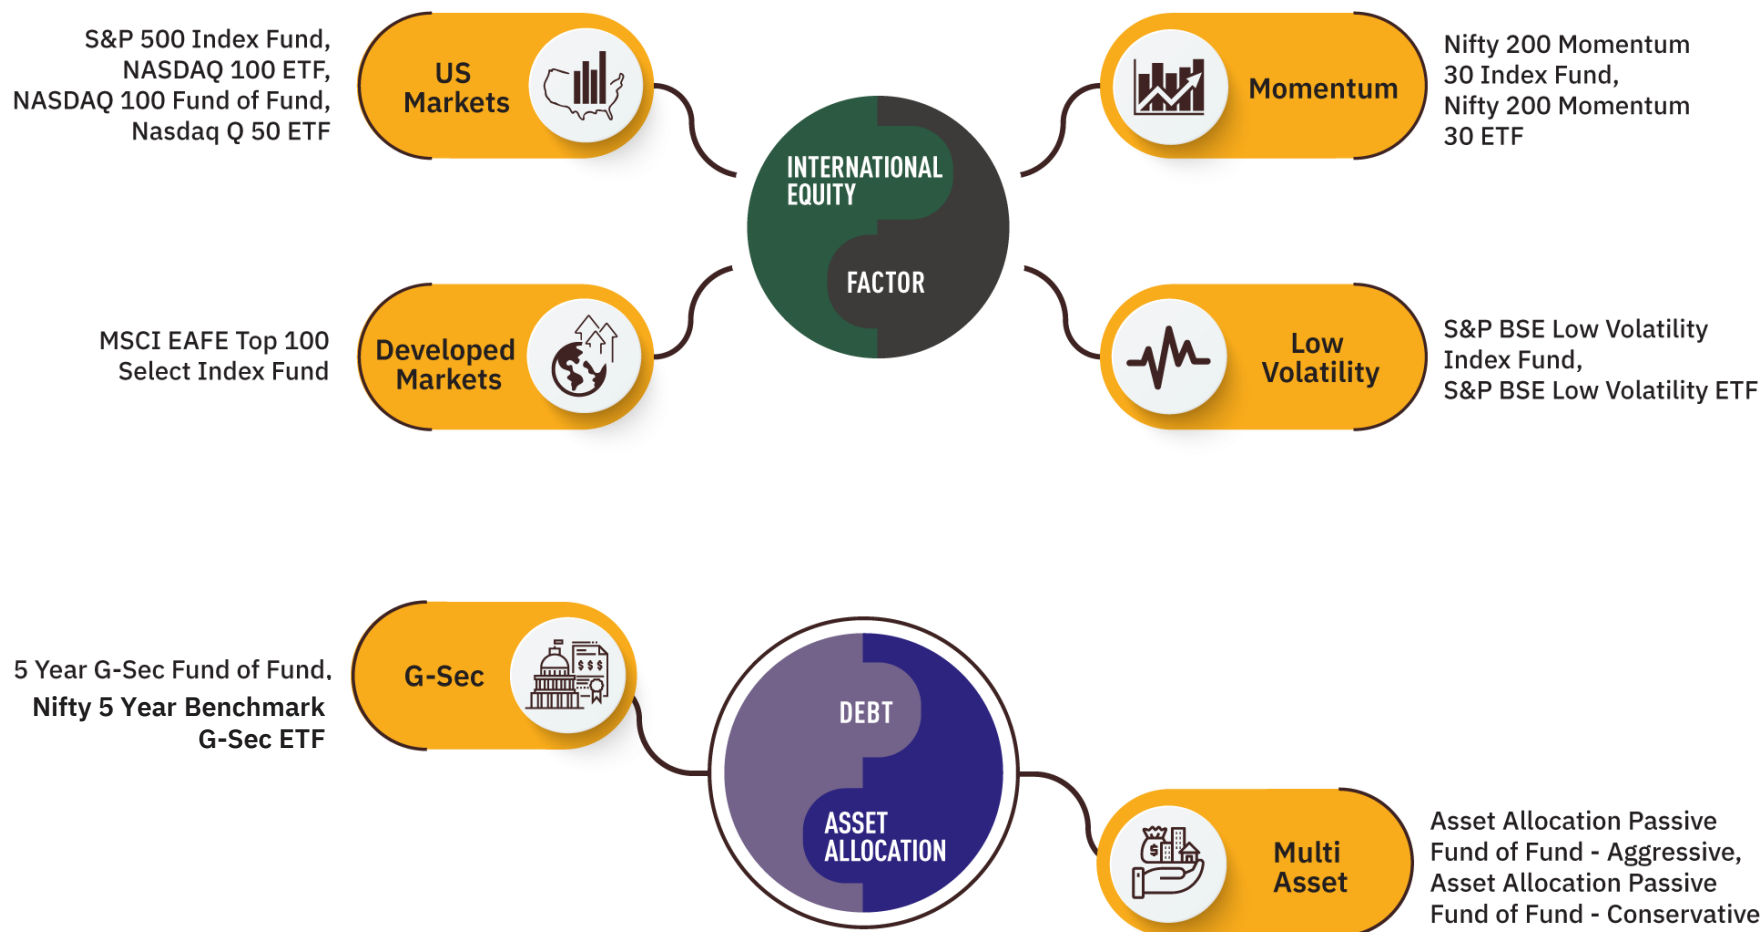 S&P 500 Index Fund,
NASDAQ 100 ETF,
NASDAQ 100 Fund of Fund,
Nasdaq Q 50 ETF
US
Markets
INTERNATIONAL
EQUITY
FACTOR
Momentum
Nifty 200 Momentum
30 Index Fund,
Nifty 200 Momentum
30 ETF
MSCI EAFE Top 100
Select Index Fund
Developed
Markets
Low
Volatility
S&P BSE Low Volatility
Index Fund,
S&P BSE Low Volatility ETF
5 Year G-Sec Fund of Fund.
Nifty 5 Year Benchmark
G-Sec ETF
G-Sec
$$$
DEBT
ASSET
ALLOCATION
$
Multi
Asset
Asset Allocation Passive
Fund of Fund - Aggressive,
Asset Allocation Passive
Fund of Fund - Conservative